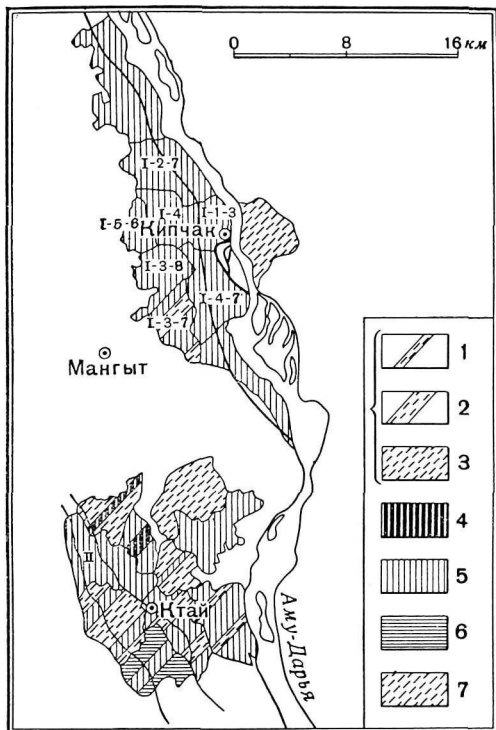 0 8 16 км
I-2-7
I-4
I-1-3
I-5-6
Кипчак
I-3-8
I-4-7
I-3-7
Мангыт
II
Ктай
Аму-Дарья
1
2
3
4
5
6
7